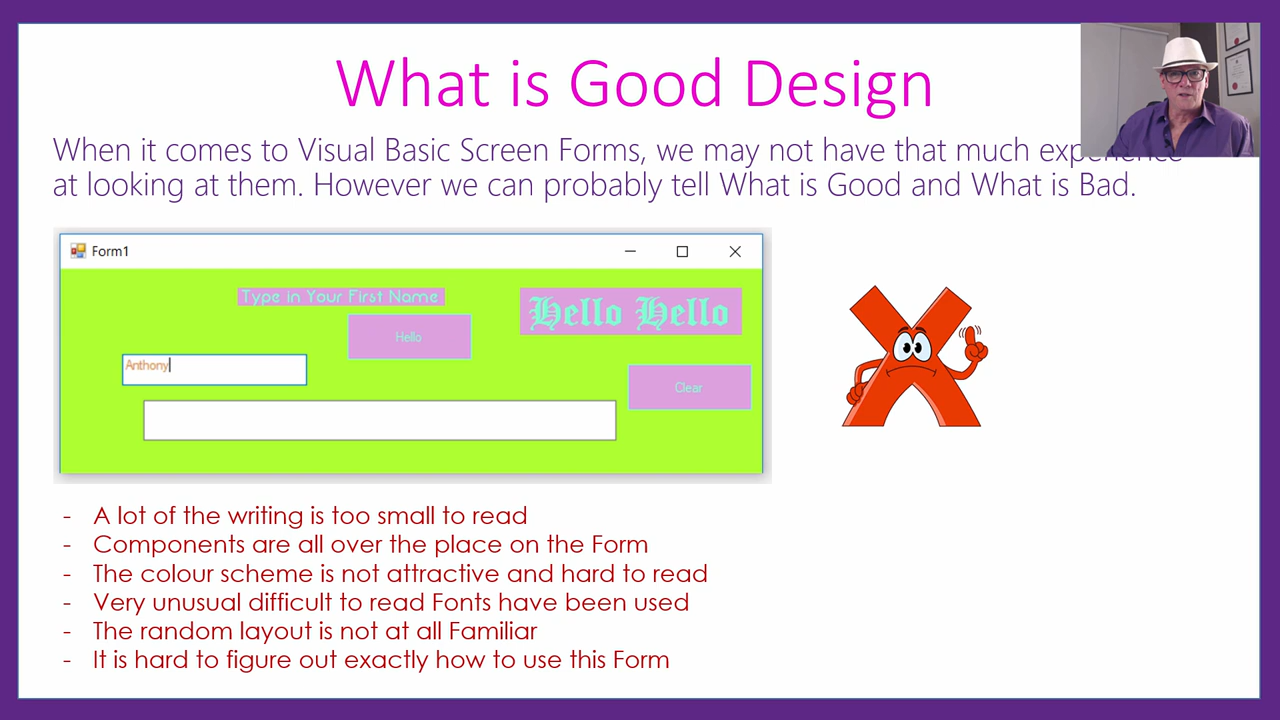 What is Good Design
When it comes to Visual Basic Screen Forms, we may not have that much experience
at looking at them. However we can probably tell What is Good and What is Bad.
Form1
Type in Your First Name
Hello Hello
Hello
Anthony
Clear
- A lot of the writing is too small to read
- Components are all over the place on the Form
- The colour scheme is not attractive and hard to read
- Very unusual difficult to read Fonts have been used
- The random layout is not at all Familiar
- It is hard to figure out exactly how to use this Form